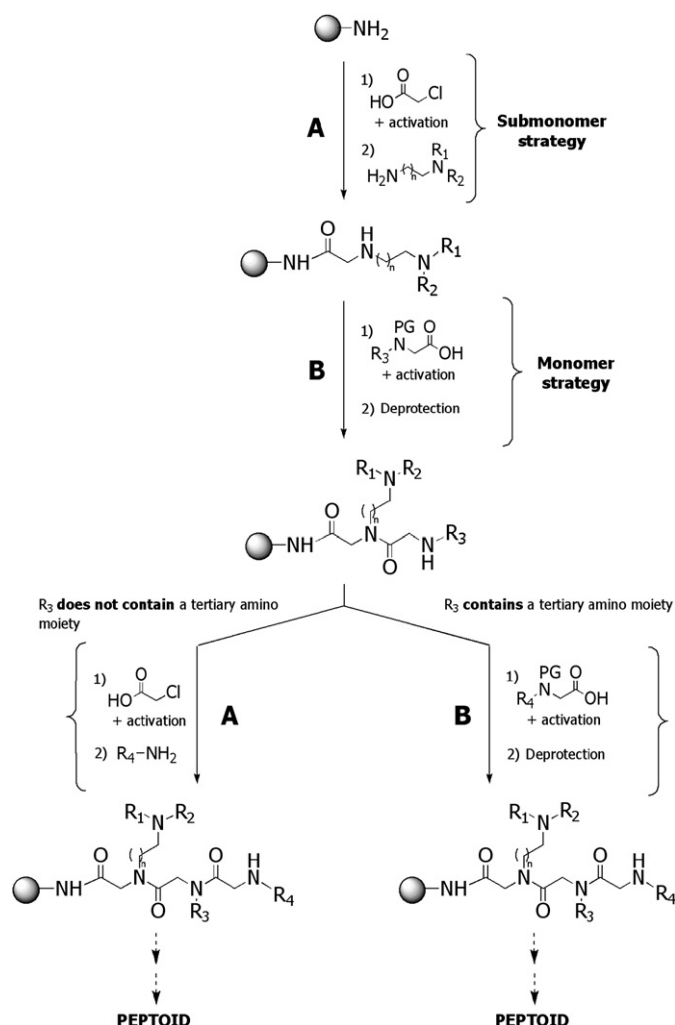 NH2
1)
O
HO Cl
+ activation
A
Submonomer
strategy
2)
R1
H2N n N R2
O H
NH N n N R1
R2
1)
PG O
R3 N OH
+ activation
B
Monomer
strategy
2) Deprotection
R1 N R2
O n
NH N N R3
O H
R3 does not contain a tertiary amino
moiety
R3 contains a tertiary amino moiety
1)
O
HO Cl
+ activation
A
2) R4–NH2
1)
PG O
R4 N OH
+ activation
B
2) Deprotection
R1 N R2
O n O H
NH N N N R4
O R3
R1 N R2
O n O H
NH N N N R4
O R3
PEPTOID
PEPTOID